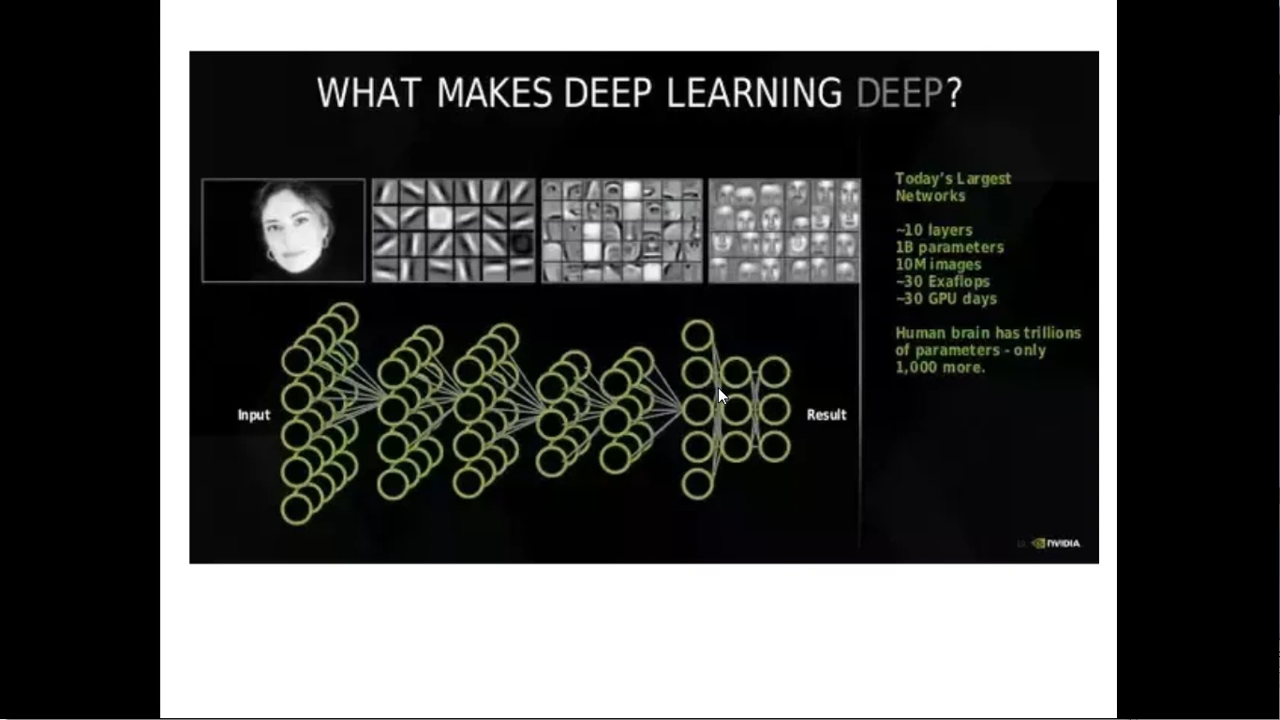 WHAT MAKES DEEP LEARNING DEEP?
Today's Largest
Networks
~10 layers
1B parameters
10M images
~30 Exaflops
~30 GPU days
Human brain has trillions
of parameters - only
1,000 more.
Input
Result
NVIDIA